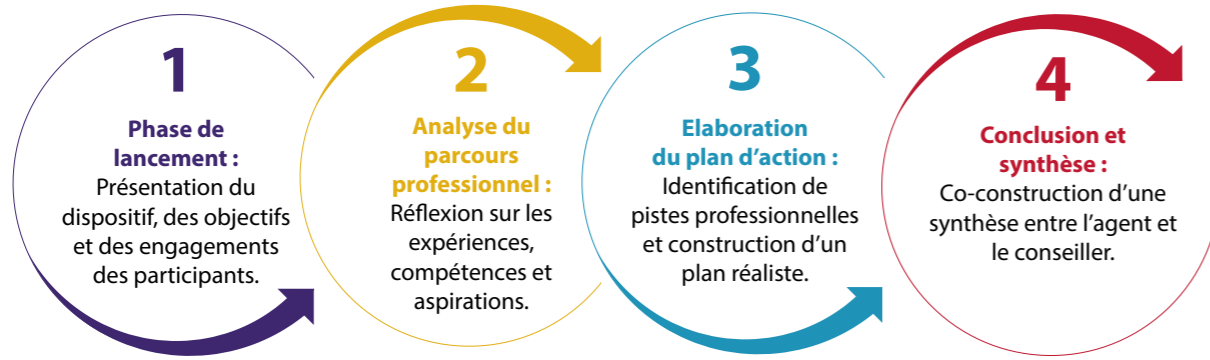 1
Phase de
lancement :
Présentation du
dispositif, des objectifs
et des engagements
des participants.
2
Analyse du
parcours
professionnel :
Réflexion sur les
expériences,
compétences et
aspirations.
3
Elaboration
du plan d’action :
Identification de
pistes professionnelles
et construction d’un
plan réaliste.
4
Conclusion et
synthèse :
Co-construction d’une
synthèse entre l’agent et
le conseiller.